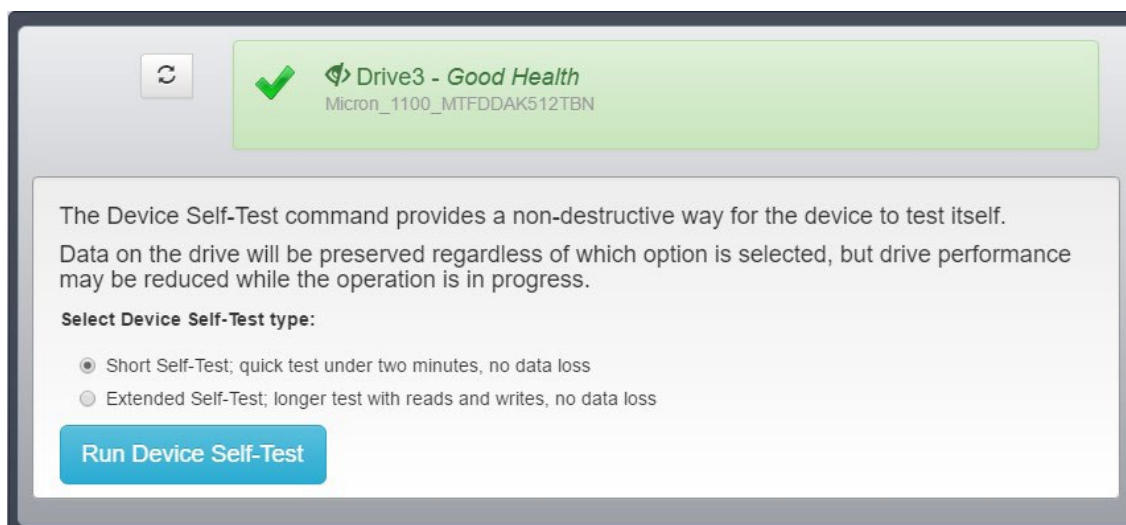 Drive3 - Good Health
Micron_1100_MTFDDAK512TBN
The Device Self-Test command provides a non-destructive way for the device to test itself.
Data on the drive will be preserved regardless of which option is selected, but drive performance
may be reduced while the operation is in progress.
Select Device Self-Test type:
Short Self-Test; quick test under two minutes, no data loss
Extended Self-Test; longer test with reads and writes, no data loss
Run Device Self-Test